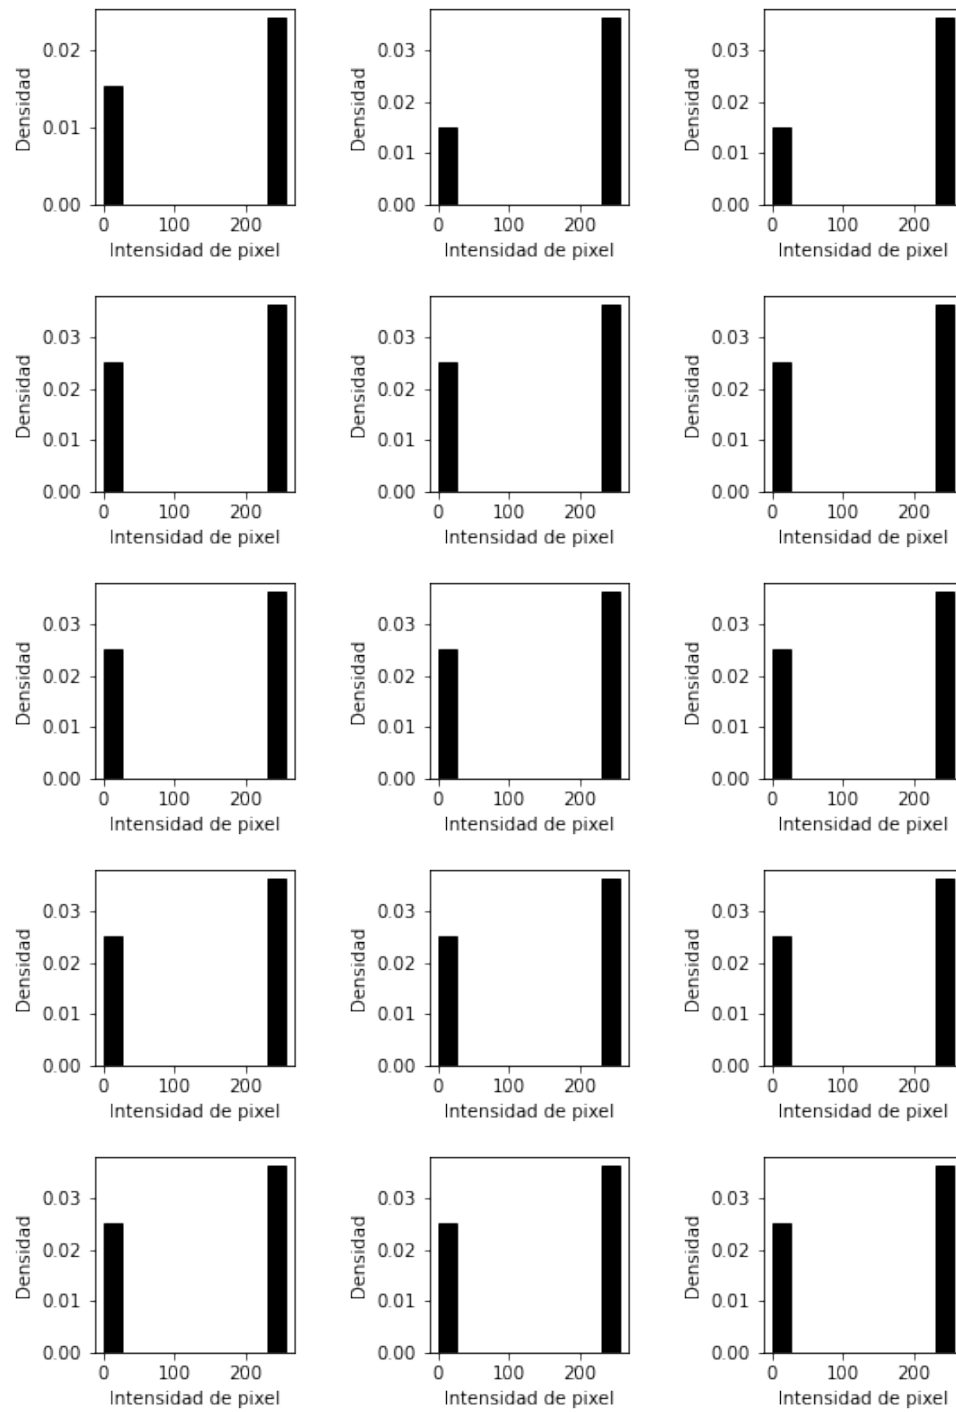 0.02 0.03 0.03
Densidad Densidad Densidad
0.02 0.02
0.01
0.01 0.01
0.00 0.00 0.00
0 100 200 0 100 200 0 100 200
Intensidad de pixel Intensidad de pixel Intensidad de pixel
0.03 0.03 0.03
Densidad Densidad Densidad
0.02 0.02 0.02
0.01 0.01 0.01
0.00 0.00 0.00
0 100 200 0 100 200 0 100 200
Intensidad de pixel Intensidad de pixel Intensidad de pixel
0.03 0.03 0.03
Densidad Densidad Densidad
0.02 0.02 0.02
0.01 0.01 0.01
0.00 0.00 0.00
0 100 200 0 100 200 0 100 200
Intensidad de pixel Intensidad de pixel Intensidad de pixel
0.03 0.03 0.03
Densidad Densidad Densidad
0.02 0.02 0.02
0.01 0.01 0.01
0.00 0.00 0.00
0 100 200 0 100 200 0 100 200
Intensidad de pixel Intensidad de pixel Intensidad de pixel
0.03 0.03 0.03
Densidad Densidad Densidad
0.02 0.02 0.02
0.01 0.01 0.01
0.00 0.00 0.00
0 100 200 0 100 200 0 100 200
Intensidad de pixel Intensidad de pixel Intensidad de pixel